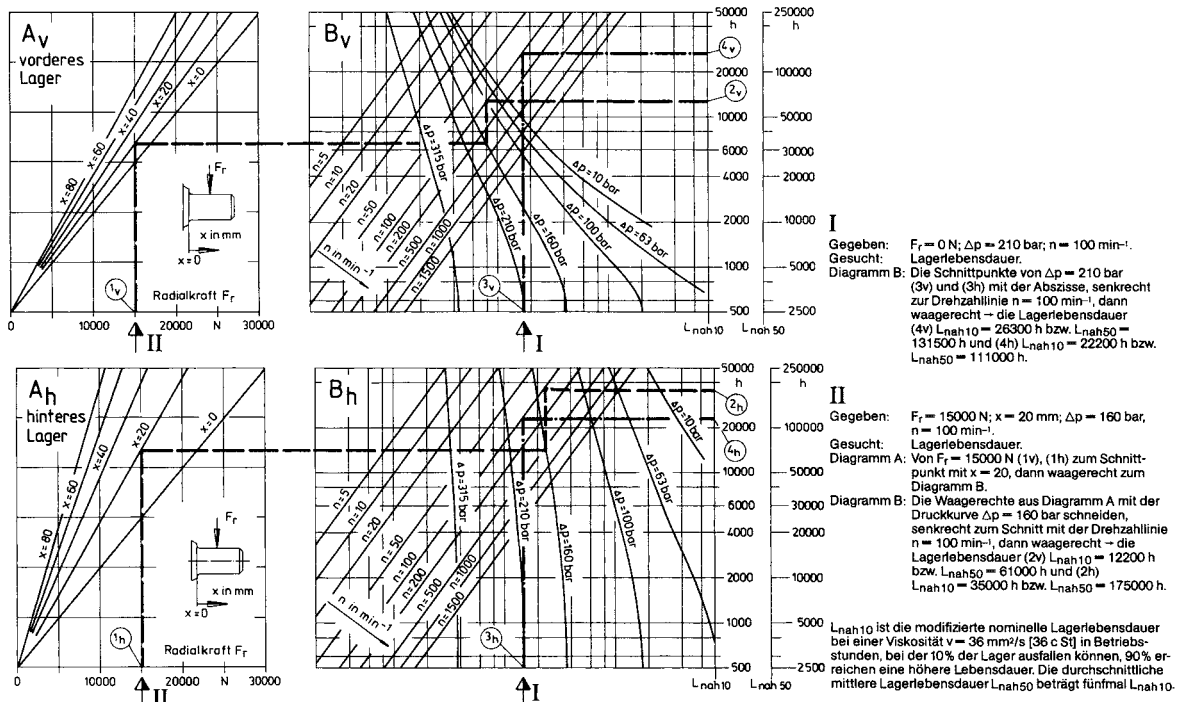 A_v
vorderes
Lager
x=80
x=60
x=40
x=20
x=0
F_r
x in mm
x=0
1_v
Radialkraft F_r
0 10000 20000 N 30000
II
B_v
n=5
n=10
n=20
n=50
n=100
n=200
n=500
n=1000
n=1500
n in min⁻¹
Δp=315 bar
Δp=210 bar
Δp=160 bar
Δp=100 bar
Δp=63 bar
Δp=10 bar
3_v
4_v
2_v
50000 250000
h h
20000 100000
10000 50000
6000 30000
4000 20000
2000 10000
1000 5000
500 2500
L_nah10 L_nah50
I
A_h
hinteres
Lager
x=80
x=60
x=40
x=20
x=0
F_r
x in mm
x=0
1_h
Radialkraft F_r
0 10000 20000 N 30000
II
B_h
n=5
n=10
n=20
n=50
n=100
n=200
n=500
n=1000
n=1500
n in min⁻¹
Δp=315 bar
Δp=210 bar
Δp=160 bar
Δp=100 bar
Δp=63 bar
Δp=10 bar
3_h
2_h
4_h
50000 250000
h h
20000 100000
10000 50000
6000 30000
4000 20000
2000 10000
1000 5000
500 2500
L_nah10 L_nah50
I
I
Gegeben: F_r = 0 N; Δp = 210 bar; n = 100 min⁻¹.
Gesucht: Lagerlebensdauer.
Diagramm B: Die Schnittpunkte von Δp = 210 bar
(3v) und (3h) mit der Abszisse, senkrecht
zur Drehzahllinie n = 100 min⁻¹, dann
waagerecht → die Lagerlebensdauer
(4v) L_nah10 = 26300 h bzw. L_nah50 =
131500 h und (4h) L_nah10 = 22200 h bzw.
L_nah50 = 111000 h.
II
Gegeben: F_r = 15000 N; x = 20 mm; Δp = 160 bar,
n = 100 min⁻¹.
Gesucht: Lagerlebensdauer.
Diagramm A: Von F_r = 15000 N (1v), (1h) zum Schnitt-
punkt mit x = 20, dann waagerecht zum
Diagramm B.
Diagramm B: Die Waagerechte aus Diagramm A mit der
Druckkurve Δp = 160 bar schneiden,
senkrecht zum Schnitt mit der Drehzahllinie
n = 100 min⁻¹, dann waagerecht → die
Lagerlebensdauer (2v) L_nah10 = 12200 h
bzw. L_nah50 = 61000 h und (2h)
L_nah10 = 35000 h bzw. L_nah50 = 175000 h.
L_nah10 ist die modifizierte nominelle Lagerlebensdauer
bei einer Viskosität v = 36 mm²/s [36 c St] in Betriebs-
stunden, bei der 10% der Lager ausfallen können, 90% er-
reichen eine höhere Lebensdauer. Die durchschnittliche
mittlere Lagerlebensdauer L_nah50 beträgt fünfmal L_nah10.